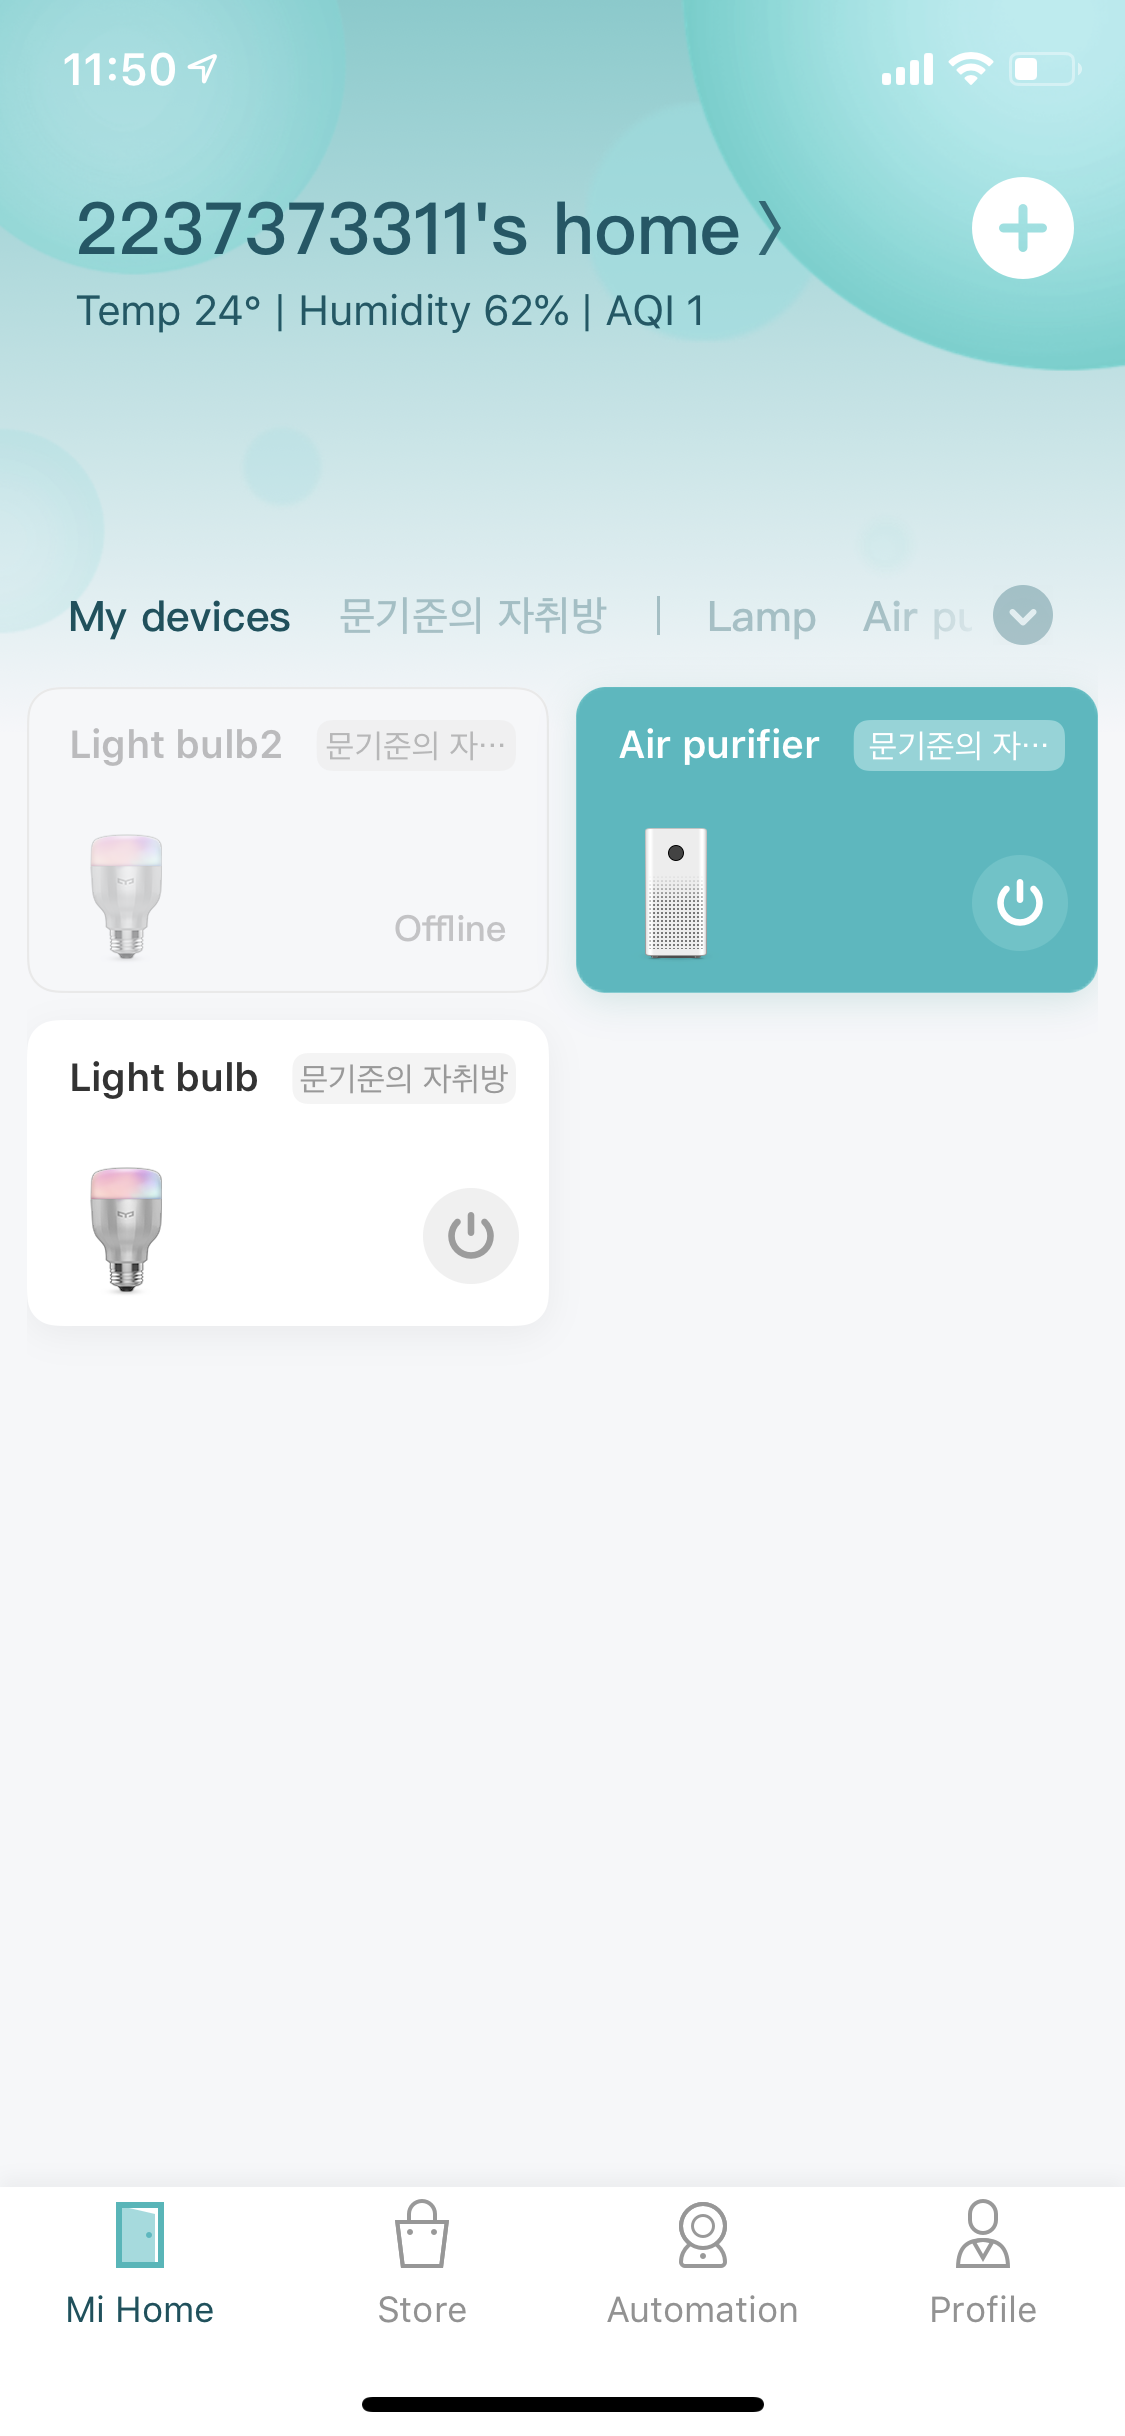 11:50
2237373311's home
Temp 24° | Humidity 62% | AQI 1
My devices 문기준의 자취방 | Lamp Air pu
Light bulb2 문기준의 자…
Offline
Air purifier 문기준의 자…
Light bulb 문기준의 자취방
Mi Home Store Automation Profile